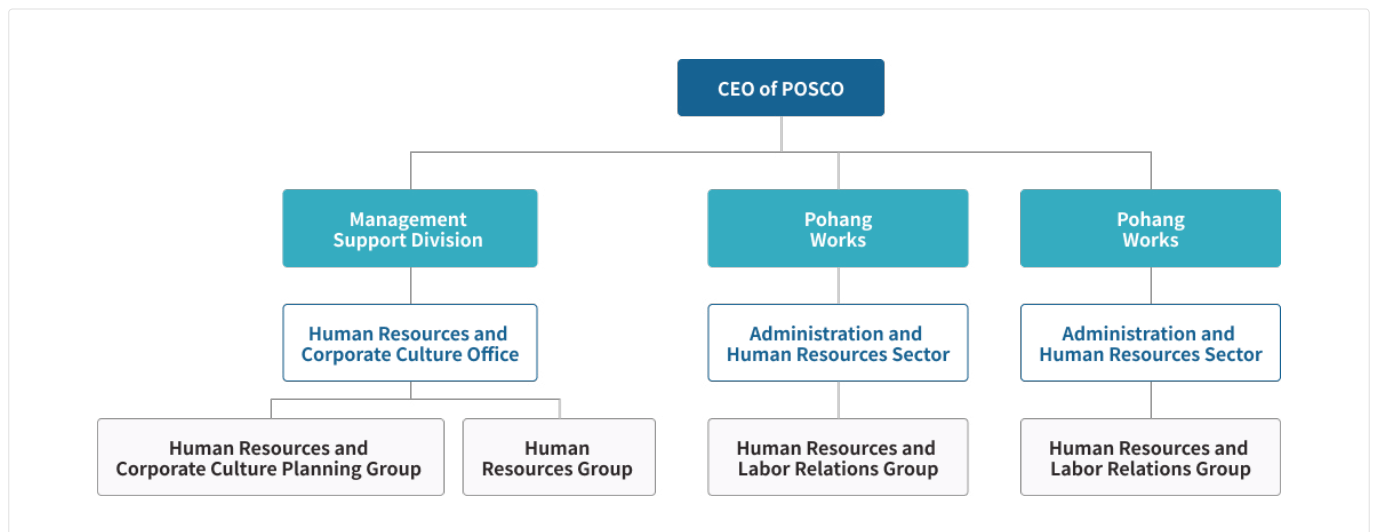 CEO of POSCO
Management
Support Division
Pohang
Works
Pohang
Works
Human Resources and
Corporate Culture Office
Administration and
Human Resources Sector
Administration and
Human Resources Sector
Human Resources and
Corporate Culture Planning Group
Human
Resources Group
Human Resources and
Labor Relations Group
Human Resources and
Labor Relations Group